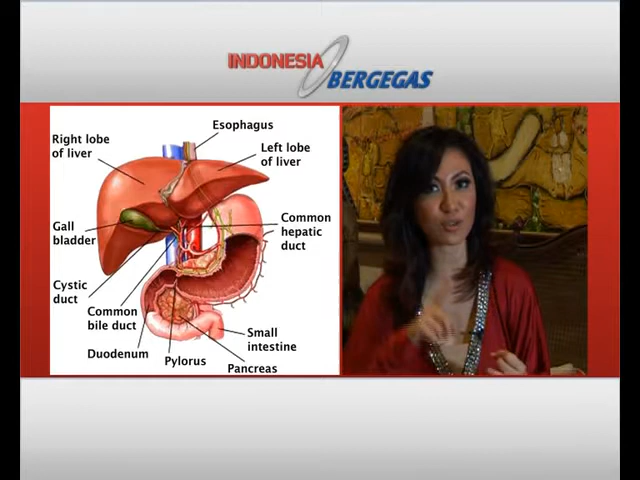 INDONESIA
BERGEGAS
Esophagus
Right lobe
of liver
Left lobe
of liver
Gall
bladder
Common
hepatic
duct
Cystic
duct
Common
bile duct
Small
intestine
Duodenum
Pylorus
Pancreas